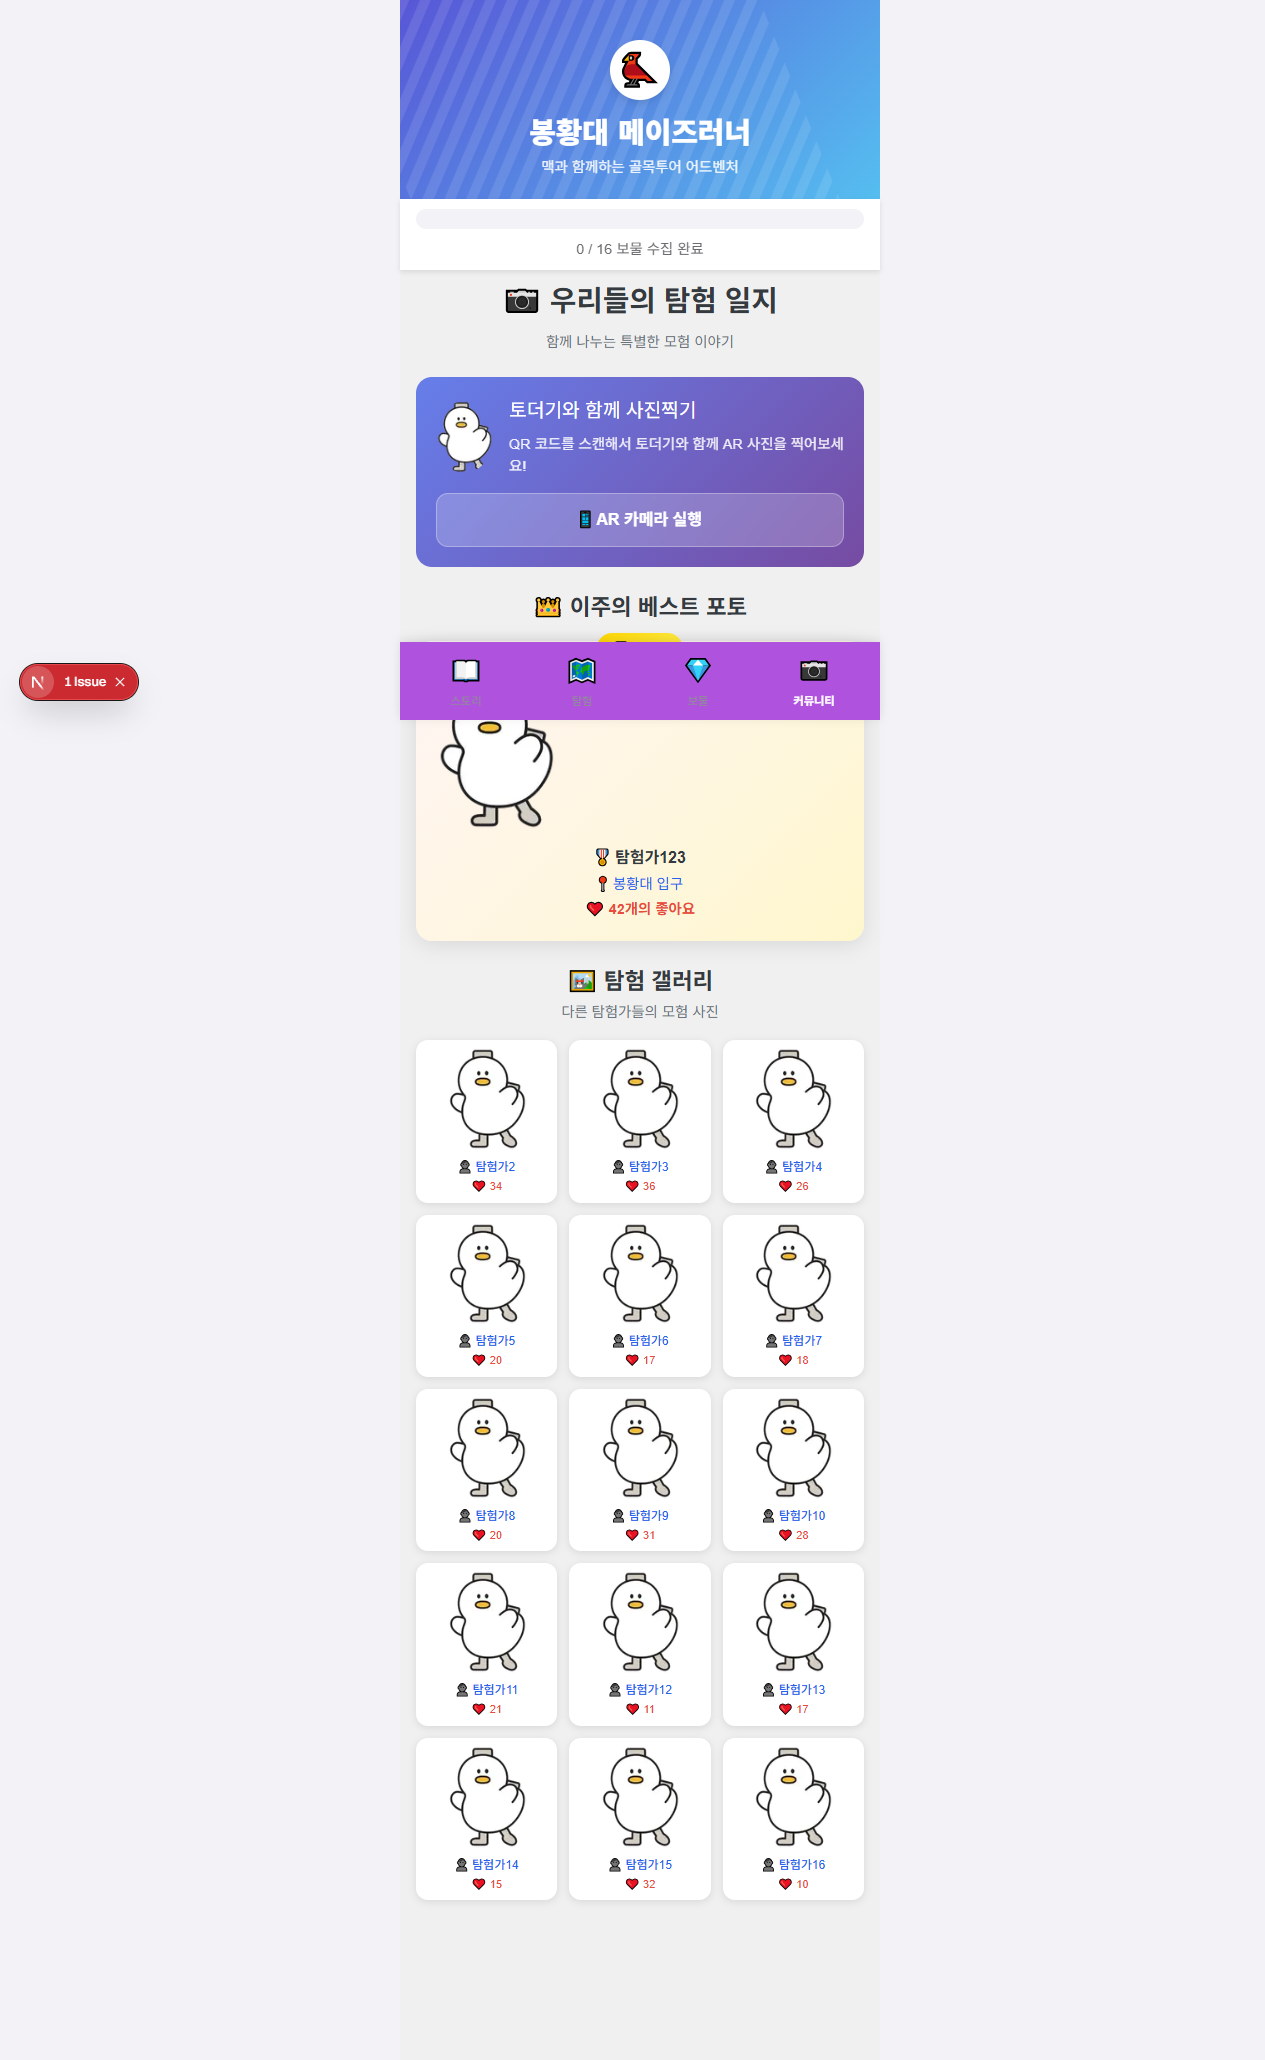 봉황대 메이즈러너
맥과 함께하는 골목투어 어드벤처
0 / 16 보물 수집 완료
우리들의 탐험 일지
함께 나누는 특별한 모험 이야기
토더기와 함께 사진찍기
QR 코드를 스캔해서 토더기와 함께 AR 사진을 찍어보세
요!
AR 카메라 실행
이주의 베스트 포토
스토리 탐험 보물 커뮤니티
N 1 Issue
탐험가123
봉황대 입구
42개의 좋아요
탐험 갤러리
다른 탐험가들의 모험 사진
탐험가2 탐험가3 탐험가4
34 36 26
탐험가5 탐험가6 탐험가7
20 17 18
탐험가8 탐험가9 탐험가10
20 31 28
탐험가11 탐험가12 탐험가13
21 11 17
탐험가14 탐험가15 탐험가16
15 32 10